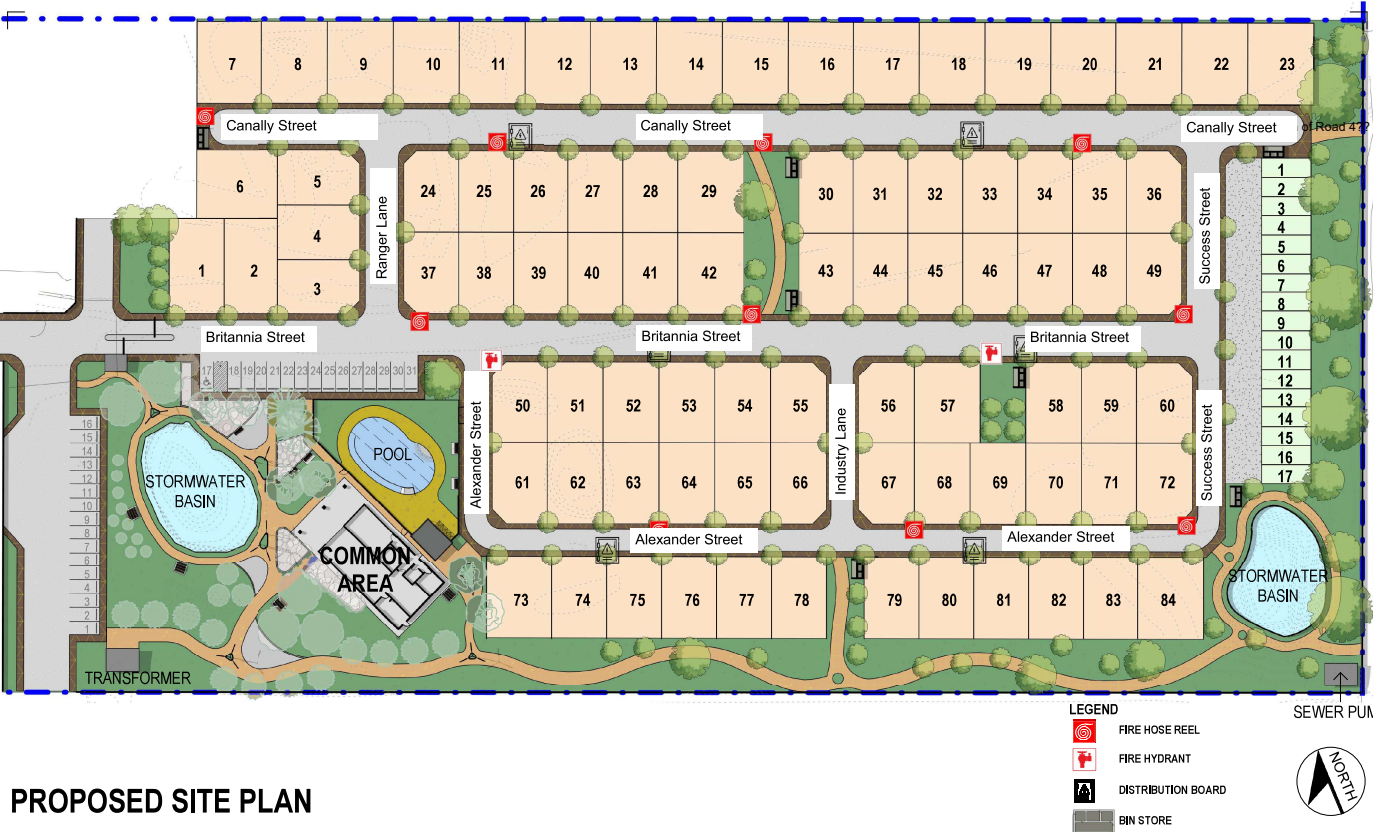 7 8 9 10 11 12 13 14 15 16 17 18 19 20 21 22 23
Canally Street
Canally Street
Canally Street
of Road 4??
6
5
24 25 26 27 28 29
30 31 32 33 34 35 36
Ranger Lane
Success Street
1
2
3
4
5
6
7
8
9
10
11
12
13
14
15
16
17
1
2
4
3
37 38 39 40 41 42
43 44 45 46 47 48 49
Britannia Street
Britannia Street
Britannia Street
17 18 19 20 21 22 23 24 25 26 27 28 29 30 31
Alexander Street
50 51 52 53 54 55
Industry Lane
56 57
58 59 60
Success Street
16
15
14
13
12
11
10
9
8
7
6
5
4
3
2
1
STORMWATER
BASIN
POOL
61 62 63 64 65 66
67 68 69 70 71 72
Alexander Street
Alexander Street
COMMON
AREA
73 74 75 76 77 78
79 80 81 82 83 84
STORMWATER
BASIN
TRANSFORMER
SEWER PUM
LEGEND
FIRE HOSE REEL
FIRE HYDRANT
DISTRIBUTION BOARD
BIN STORE
NORTH
PROPOSED SITE PLAN